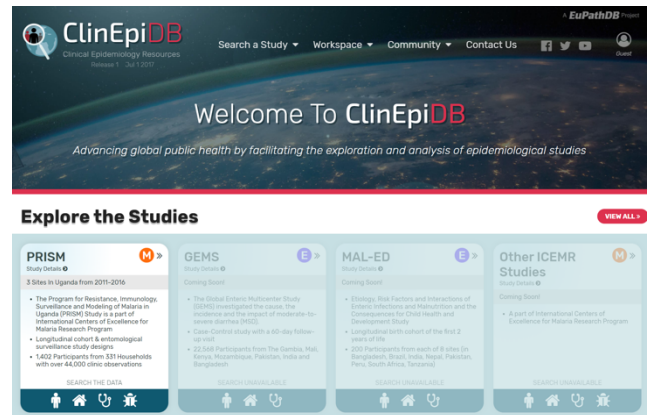 A EuPathDB Project
ClinEpiDB
Clinical Epidemiology Resources
Release 1 Jul 1 2017
Search a Study Workspace Community Contact Us
Guest
Welcome To ClinEpiDB
Advancing global public health by facilitating the exploration and analysis of epidemiological studies
Explore the Studies
VIEW ALL »
PRISM
M »
Study Details
3 Sites in Uganda from 2011-2016
• The Program for Resistance, Immunology,
Surveillance and Modeling of Malaria in
Uganda (PRISM) Study is a part of
International Centers of Excellence for
Malaria Research Program
• Longitudinal cohort & entomological
surveillance study designs
• 1,402 Participants from 331 Households
with over 44,000 clinic observations
SEARCH THE DATA
GEMS
E »
Study Details
Coming Soon!
• The Global Enteric Multicenter Study
(GEMS) investigated the cause, the
incidence and the impact of moderate-to-
severe diarrhea (MSD).
• Case-Control study with a 60-day follow-
up visit
• 22,568 Participants from The Gambia, Mali,
Kenya, Mozambique, Pakistan, India and
Bangladesh
SEARCH UNAVAILABLE
MAL-ED
E »
Study Details
Coming Soon!
• Etiology, Risk Factors and Interactions of
Enteric Infections and Malnutrition and the
Consequences for Child Health and
Development Study
• Longitudinal birth cohort of the first 2
years of life
• 200 Participants from each of 8 sites (in
Bangladesh, Brazil, India, Nepal, Pakistan,
Peru, South Africa, Tanzania)
SEARCH UNAVAILABLE
Other ICEMR
Studies
M »
Coming Soon!
• A part of International Centers of
Excellence for Malaria Research Program
SEARCH UNAVAILABLE